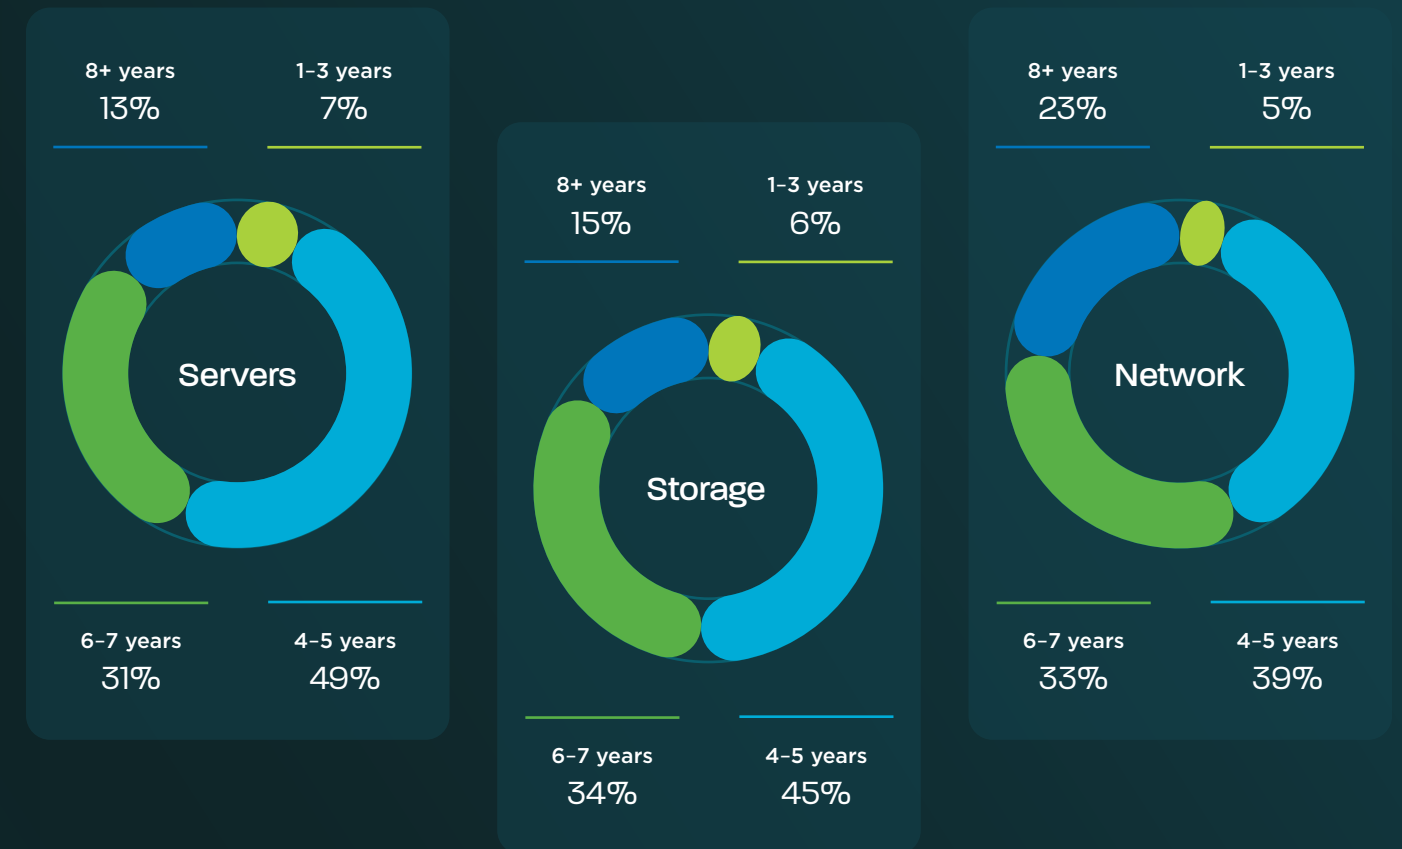 8+ years
13%
1–3 years
7%
Servers
6–7 years
31%
4–5 years
49%
8+ years
15%
1–3 years
6%
Storage
6–7 years
34%
4–5 years
45%
8+ years
23%
1–3 years
5%
Network
6–7 years
33%
4–5 years
39%